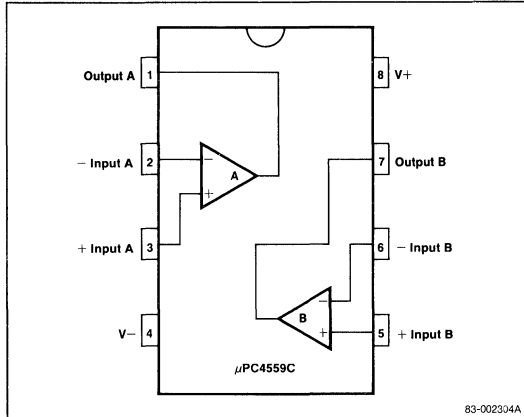 Output A 1
8 V+
− Input A 2
7 Output B
− +
A
+ Input A 3
6 − Input B
− +
B
V− 4
5 + Input B
μPC4559C
83-002304A